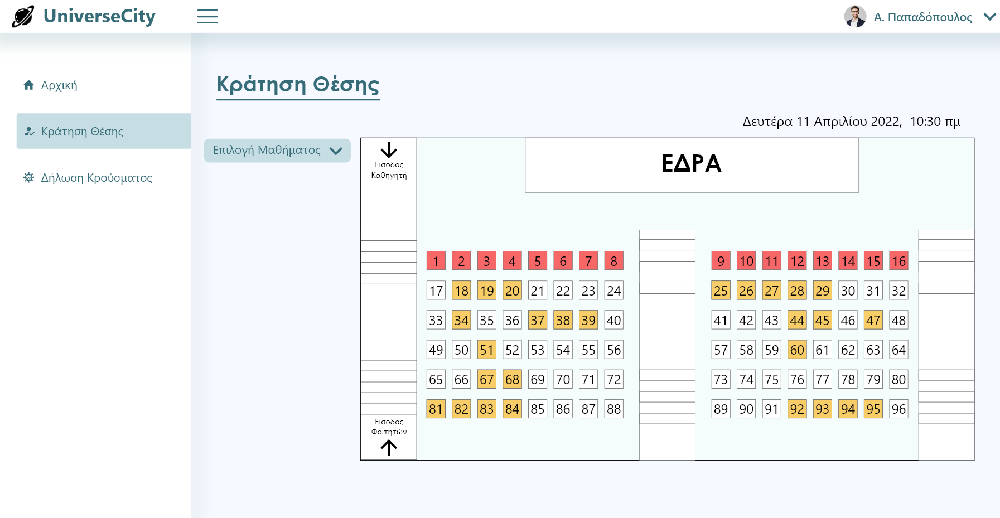 UniverseCity
Α. Παπαδόπουλος
Αρχική
Κράτηση Θέσης
Δήλωση Κρούσματος
Κράτηση Θέσης
Δευτέρα 11 Απριλίου 2022, 10:30 πμ
Επιλογή Μαθήματος
Είσοδος
Καθηγητή
ΕΔΡΑ
1 2 3 4 5 6 7 8 9 10 11 12 13 14 15 16
17 18 19 20 21 22 23 24 25 26 27 28 29 30 31 32
33 34 35 36 37 38 39 40 41 42 43 44 45 46 47 48
49 50 51 52 53 54 55 56 57 58 59 60 61 62 63 64
65 66 67 68 69 70 71 72 73 74 75 76 77 78 79 80
81 82 83 84 85 86 87 88 89 90 91 92 93 94 95 96
Είσοδος
Φοιτητών